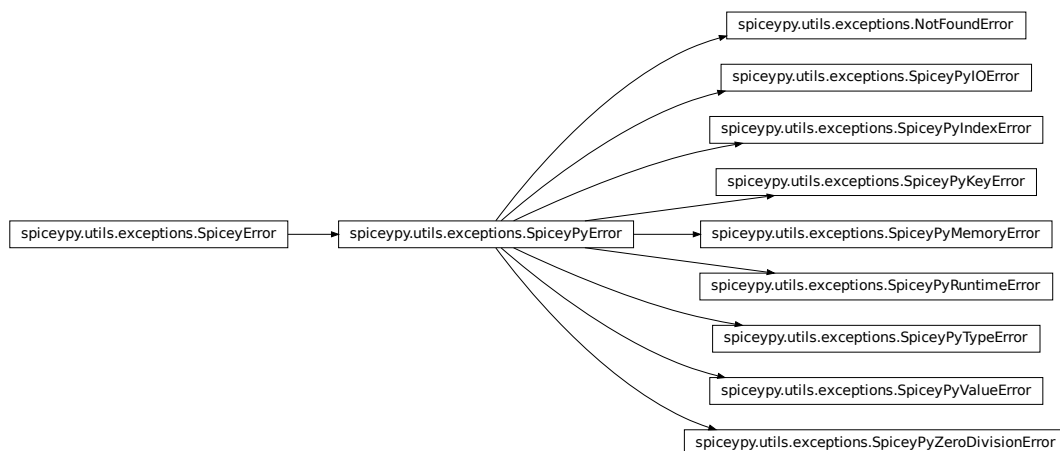 spiceypy.utils.exceptions.NotFoundError
spiceypy.utils.exceptions.SpiceyPyIOError
spiceypy.utils.exceptions.SpiceyPyIndexError
spiceypy.utils.exceptions.SpiceyPyKeyError
spiceypy.utils.exceptions.SpiceyError
spiceypy.utils.exceptions.SpiceyPyError
spiceypy.utils.exceptions.SpiceyPyMemoryError
spiceypy.utils.exceptions.SpiceyPyRuntimeError
spiceypy.utils.exceptions.SpiceyPyTypeError
spiceypy.utils.exceptions.SpiceyPyValueError
spiceypy.utils.exceptions.SpiceyPyZeroDivisionError